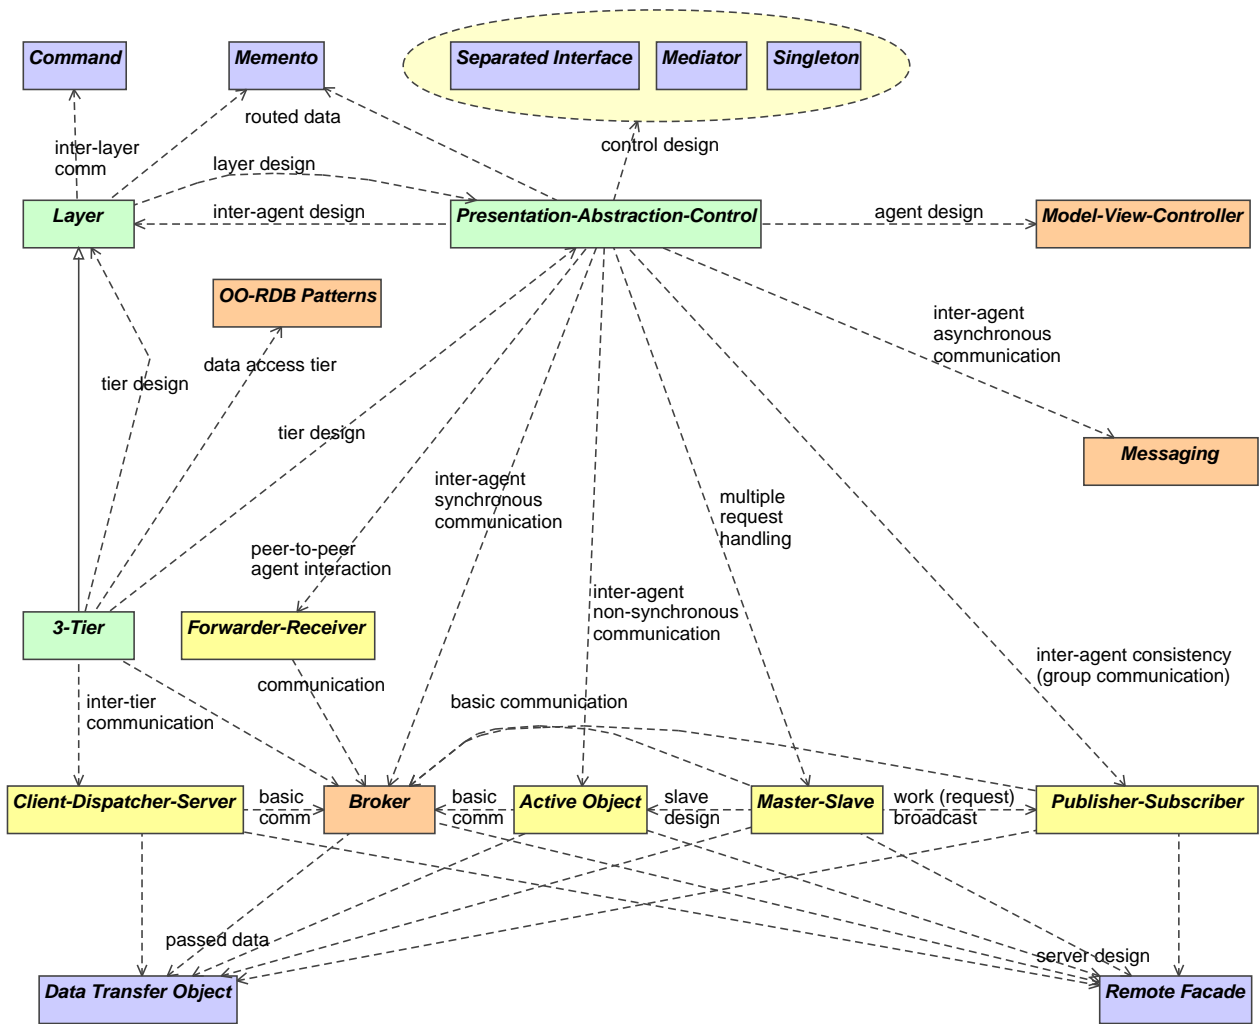 Command
Memento
Separated Interface
Mediator
Singleton
routed data
control design
inter-layer
comm
layer design
Layer
inter-agent design
Presentation-Abstraction-Control
agent design
Model-View-Controller
OO-RDB Patterns
inter-agent
asynchronous
communication
data access tier
tier design
tier design
Messaging
inter-agent
synchronous
communication
multiple
request
handling
peer-to-peer
agent interaction
inter-agent
non-synchronous
communication
3-Tier
Forwarder-Receiver
inter-agent consistency
(group communication)
communication
inter-tier
communication
basic communication
Client-Dispatcher-Server
basic
comm
Broker
basic
comm
Active Object
slave
design
Master-Slave
work (request)
broadcast
Publisher-Subscriber
passed data
server design
Data Transfer Object
Remote Facade